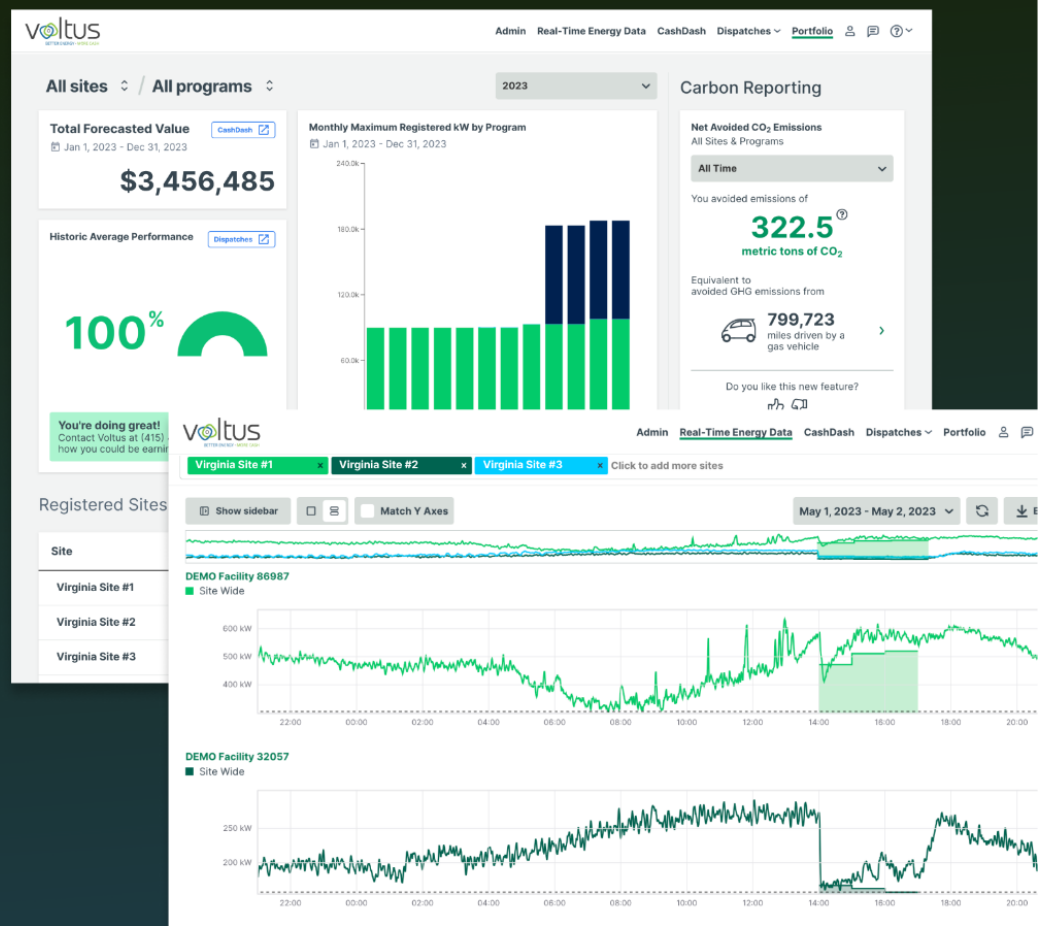 voltus
BETTER ENERGY. MORE CASH.
Admin Real-Time Energy Data CashDash Dispatches Portfolio ?
All sites / All programs
2023
Carbon Reporting
Total Forecasted Value CashDash
Jan 1, 2023 - Dec 31, 2023
$3,456,485
Historic Average Performance Dispatches
100%
You're doing great!
Contact Voltus at (415)
how you could be earnin
Registered Sites
Site
Virginia Site #1
Virginia Site #2
Virginia Site #3
Monthly Maximum Registered kW by Program
Jan 1, 2023 - Dec 31, 2023
240.0k
180.0k
120.0k
60.0k
Net Avoided CO2 Emissions
All Sites & Programs
All Time
You avoided emissions of
322.5 ?
metric tons of CO2
Equivalent to
avoided GHG emissions from
799,723
miles driven by a
gas vehicle
Do you like this new feature?
voltus
BETTER ENERGY. MORE CASH.
Admin Real-Time Energy Data CashDash Dispatches Portfolio
Virginia Site #1 × Virginia Site #2 × Virginia Site #3 × Click to add more sites
Show sidebar Match Y Axes May 1, 2023 - May 2, 2023 E
DEMO Facility 86987
Site Wide
600 kW
500 kW
400 kW
22:00 00:00 02:00 04:00 06:00 08:00 10:00 12:00 14:00 16:00 18:00 20:00
DEMO Facility 32057
Site Wide
250 kW
200 kW
22:00 00:00 02:00 04:00 06:00 08:00 10:00 12:00 14:00 16:00 18:00 20:00